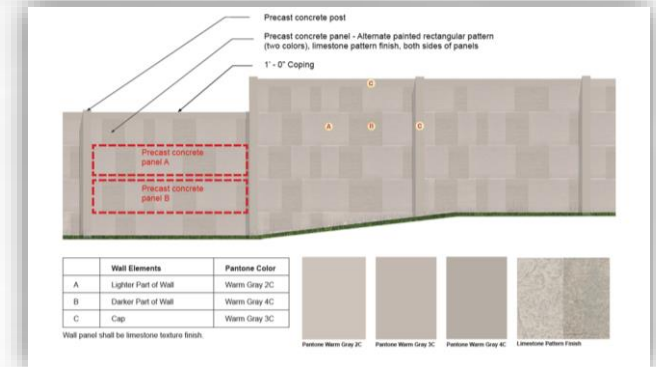 Precast concrete post
Precast concrete panel - Alternate painted rectangular pattern
(two colors), limestone pattern finish, both sides of panels
1' - 0" Coping
C
A
B
C
Precast concrete
panel A
Precast concrete
panel B
Wall Elements
Pantone Color
A
Lighter Part of Wall
Warm Gray 2C
B
Darker Part of Wall
Warm Gray 4C
C
Cap
Warm Gray 3C
Wall panel shall be limestone texture finish.
Pantone Warm Gray 2C
Pantone Warm Gray 3C
Pantone Warm Gray 4C
Limestone Pattern Finish